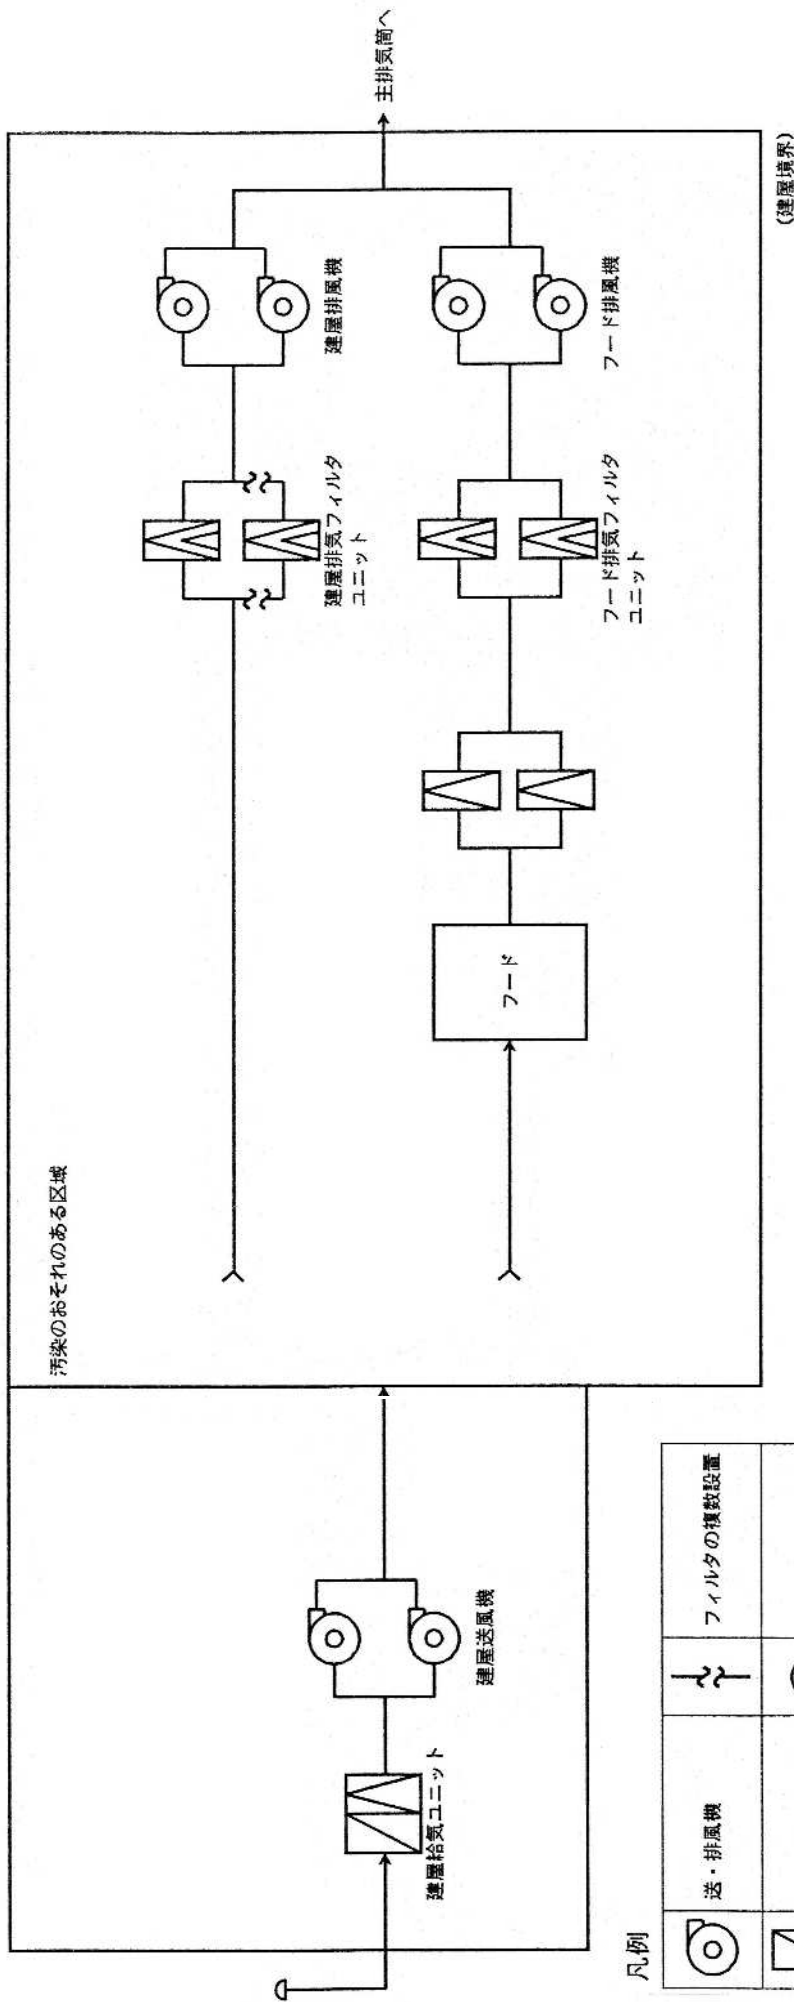 汚染のおそれのある区域
主排気筒へ
建屋排風機
建屋排気フィルタ
ユニット
フード排風機
フード排気フィルタ
ユニット
フード
(建屋境界)
建屋送風機
建屋給気ユニット
凡例
送・排風機
フィルタの複数設置